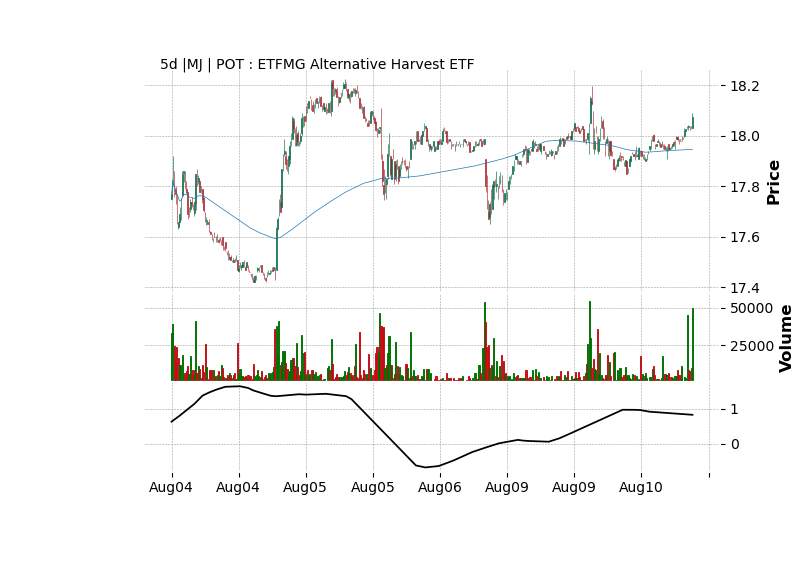 5d |MJ | POT : ETFMG Alternative Harvest ETF
18.2
18.0
17.8
17.6
17.4
Price
50000
25000
Volume
1
0
Aug04 Aug04 Aug05 Aug05 Aug06 Aug09 Aug09 Aug10